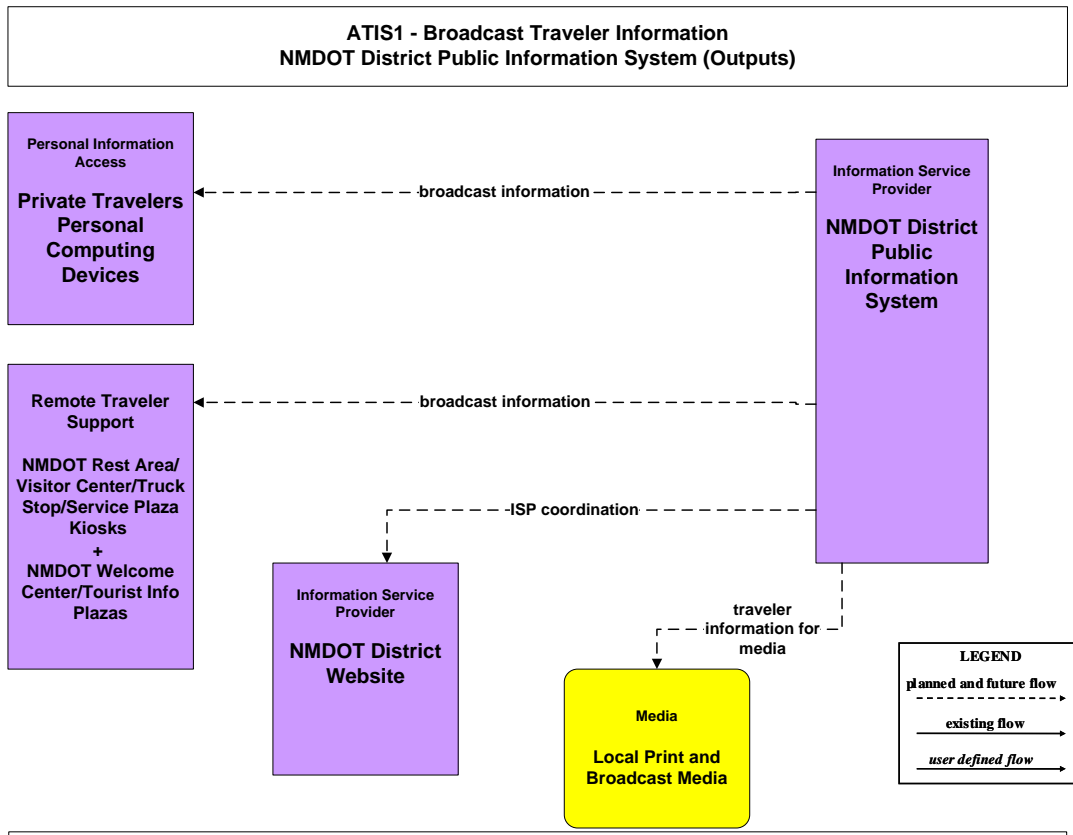 ATIS1 - Broadcast Traveler Information
NMDOT District Public Information System (Outputs)
Personal Information
Access
Private Travelers
Personal
Computing
Devices
broadcast information
Information Service
Provider
NMDOT District
Public
Information
System
Remote Traveler
Support
NMDOT Rest Area/
Visitor Center/Truck
Stop/Service Plaza
Kiosks
+
NMDOT Welcome
Center/Tourist Info
Plazas
broadcast information
ISP coordination
Information Service
Provider
NMDOT District
Website
traveler
information for
media
Media
Local Print and
Broadcast Media
LEGEND
planned and future flow
existing flow
user defined flow